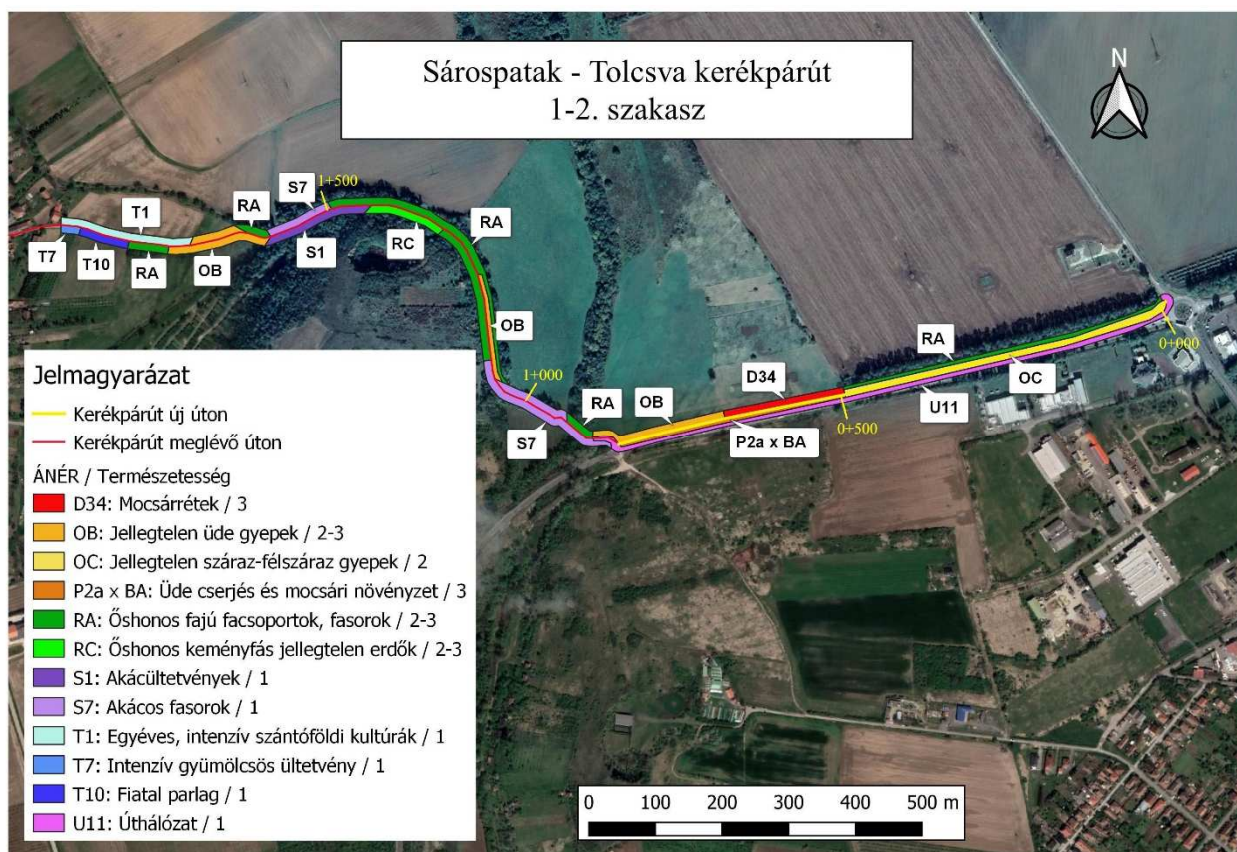 Sárospatak - Tolcsva kerékpárút
1-2. szakasz
N
S7
1+500
T1
RA
RA
RC
S1
T7
T10
RA
OB
OB
0+000
RA
OC
D34
U11
1+000
RA
OB
0+500
P2a x BA
S7
Jelmagyarázat
Kerékpárút új úton
Kerékpárút meglévő úton
ÁNÉR / Természetesség
D34: Mocsárrétek / 3
OB: Jellegtelen üde gyepek / 2-3
OC: Jellegtelen száraz-félszáraz gyepek / 2
P2a x BA: Üde cserjés és mocsári növényzet / 3
RA: Őshonos fajú facsoportok, fasorok / 2-3
RC: Őshonos keményfás jellegtelen erdők / 2-3
S1: Akácültetvények / 1
S7: Akácos fasorok / 1
T1: Egyéves, intenzív szántóföldi kultúrák / 1
T7: Intenzív gyümölcsös ültetvény / 1
T10: Fiatal parlag / 1
U11: Úthálózat / 1
0 100 200 300 400 500 m